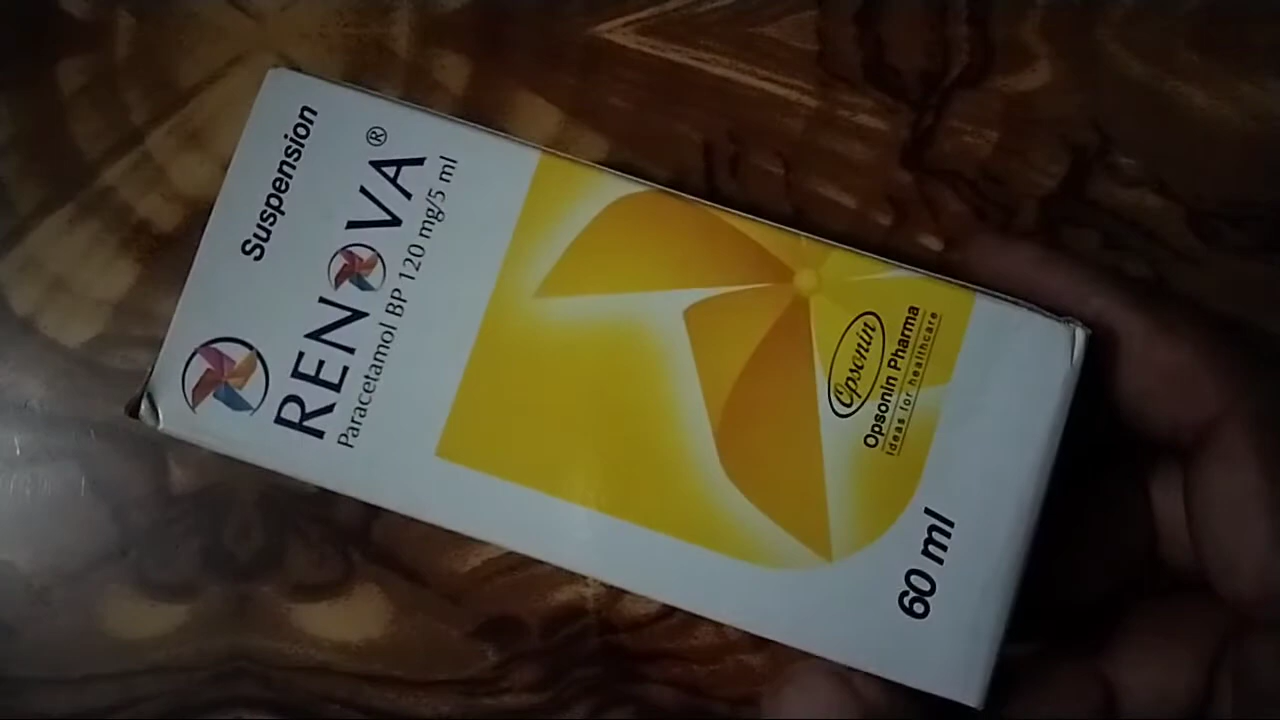 Suspension
RENOVA®
Paracetamol BP 120 mg/5 ml
Opsonin
Opsonin Pharma
Ideas for healthcare
60 ml